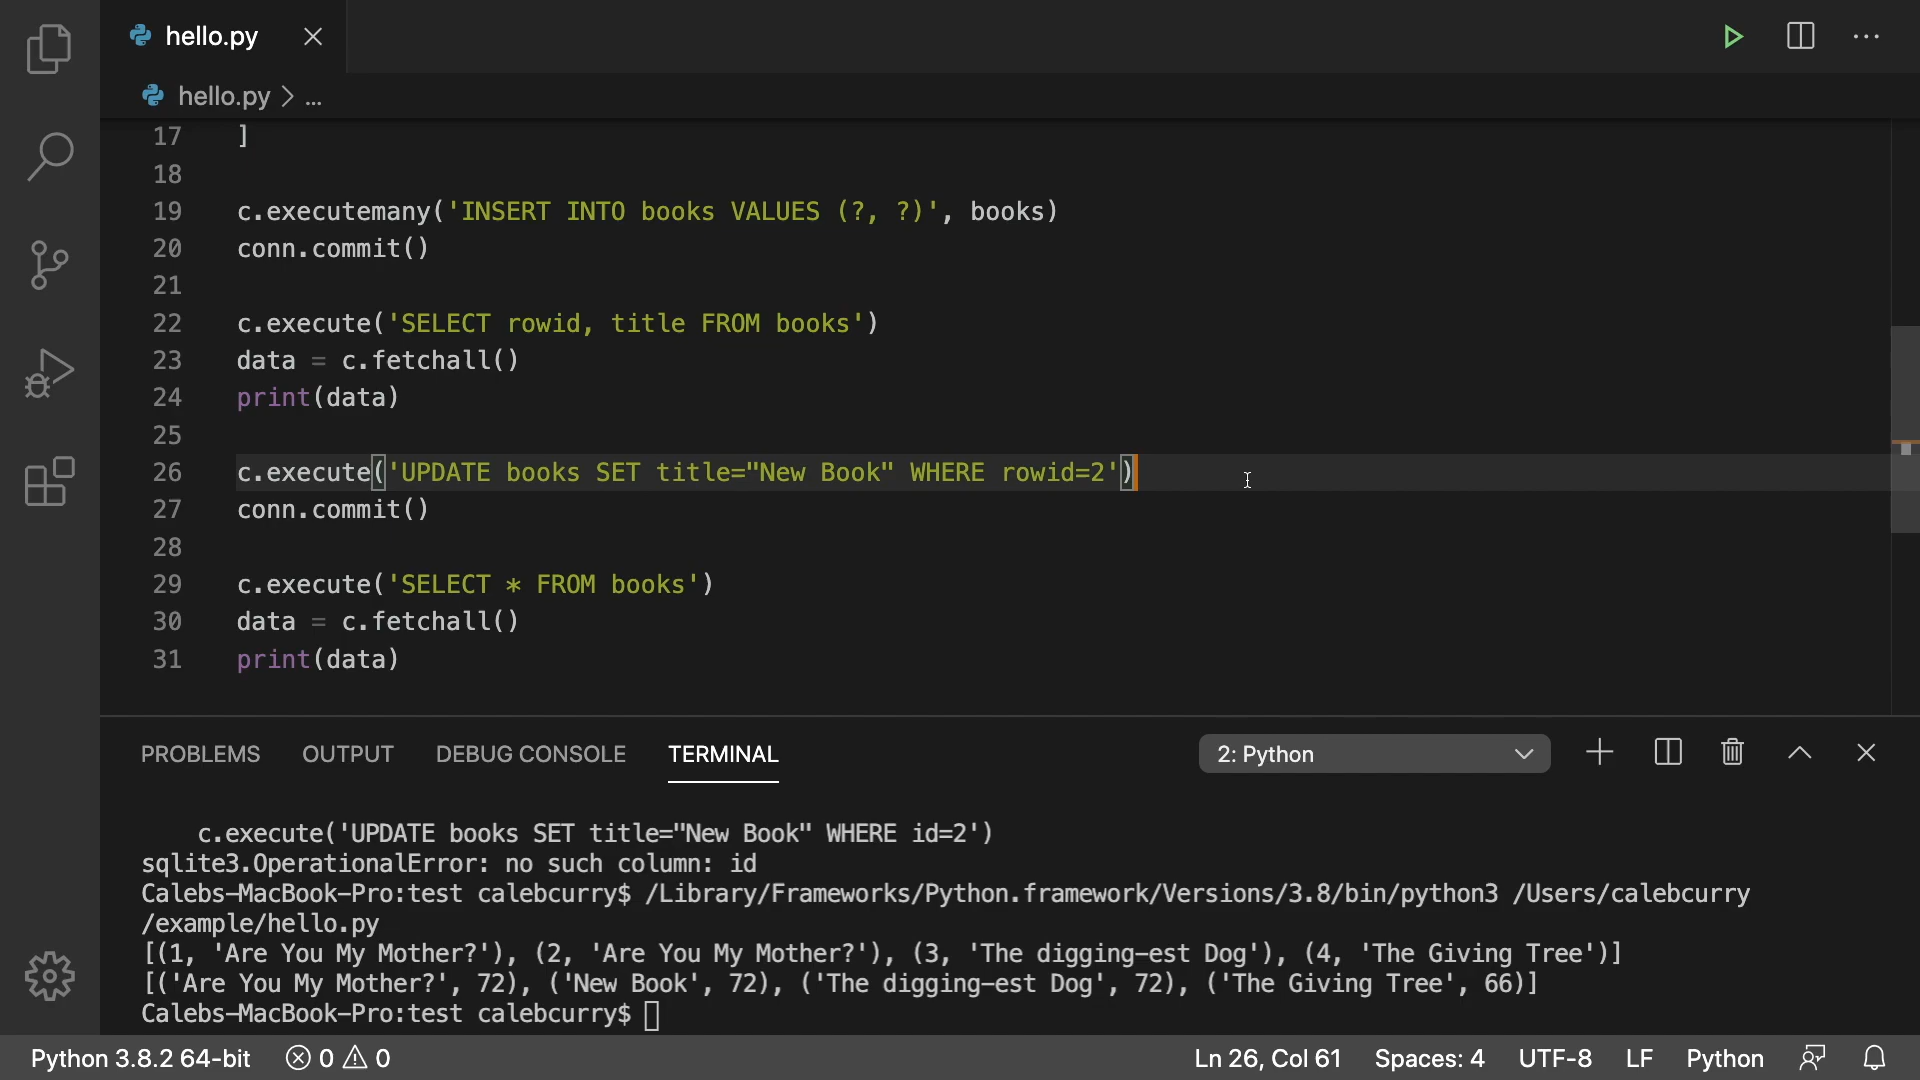 hello.py
hello.py > ...
17 ]
18
19 c.executemany('INSERT INTO books VALUES (?, ?)', books)
20 conn.commit()
21
22 c.execute('SELECT rowid, title FROM books')
23 data = c.fetchall()
24 print(data)
25
26 c.execute('UPDATE books SET title="New Book" WHERE rowid=2')
27 conn.commit()
28
29 c.execute('SELECT * FROM books')
30 data = c.fetchall()
31 print(data)
PROBLEMS OUTPUT DEBUG CONSOLE TERMINAL 2: Python
c.execute('UPDATE books SET title="New Book" WHERE id=2')
sqlite3.OperationalError: no such column: id
Calebs-MacBook-Pro:test calebcurry$ /Library/Frameworks/Python.framework/Versions/3.8/bin/python3 /Users/calebcurry
/example/hello.py
[(1, 'Are You My Mother?'), (2, 'Are You My Mother?'), (3, 'The digging-est Dog'), (4, 'The Giving Tree')]
[('Are You My Mother?', 72), ('New Book', 72), ('The digging-est Dog', 72), ('The Giving Tree', 66)]
Calebs-MacBook-Pro:test calebcurry$
Python 3.8.2 64-bit 0 0 Ln 26, Col 61 Spaces: 4 UTF-8 LF Python